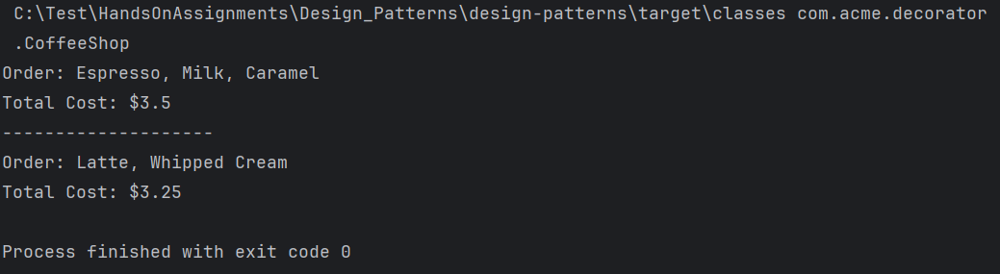 C:\Test\HandsOnAssignments\Design_Patterns\design-patterns\target\classes com.acme.decorator
.CoffeeShop
Order: Espresso, Milk, Caramel
Total Cost: $3.5
--------------------
Order: Latte, Whipped Cream
Total Cost: $3.25
Process finished with exit code 0